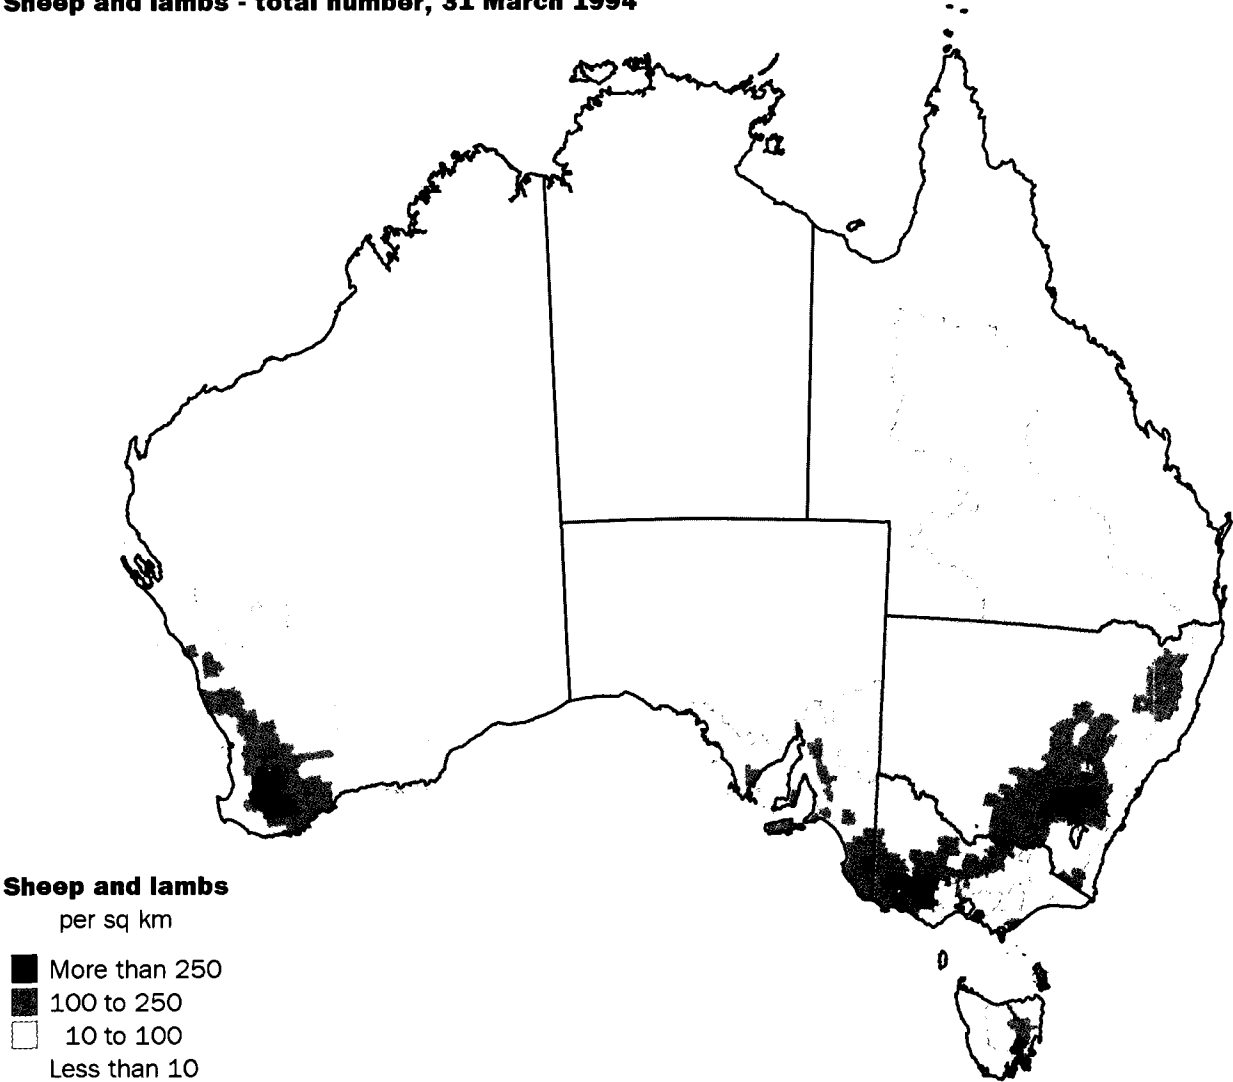 Sheep and lambs - total number, 31 March 1994
Sheep and lambs
per sq km
More than 250
100 to 250
10 to 100
Less than 10